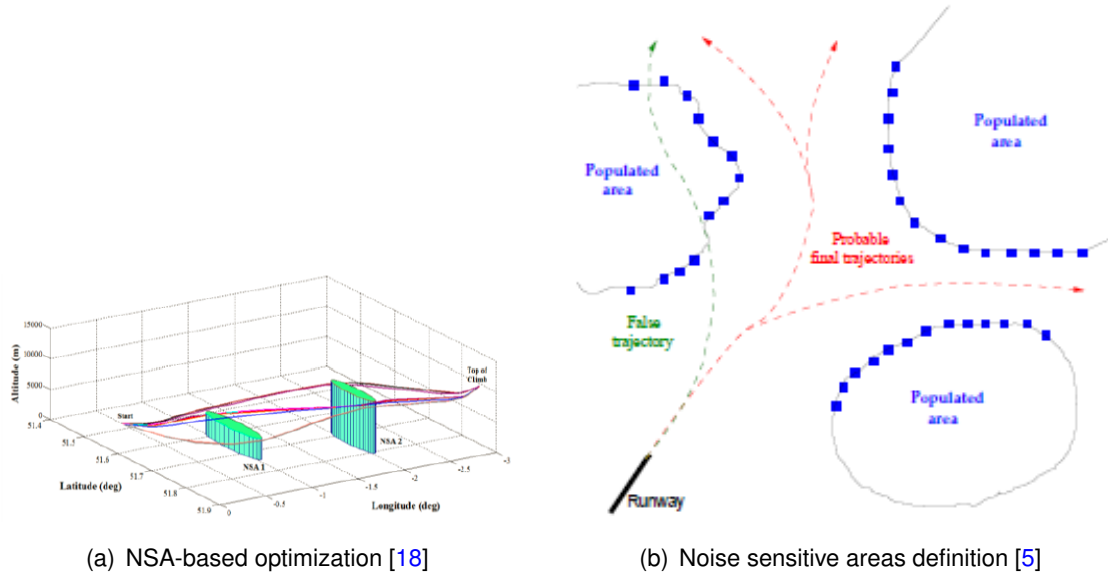 15000
10000
5000
0
Altitude (m)
51.4
51.5
51.6
51.7
51.8
51.9
Latitude (deg)
0
-0.5
-1
-1.5
-2
-2.5
-3
Longitude (deg)
Start
NSA 1
NSA 2
Top of
Climb
(a) NSA-based optimization [18]
Populated
area
Populated
area
Probable
final trajectories
False
trajectory
Populated
area
Runway
(b) Noise sensitive areas definition [5]